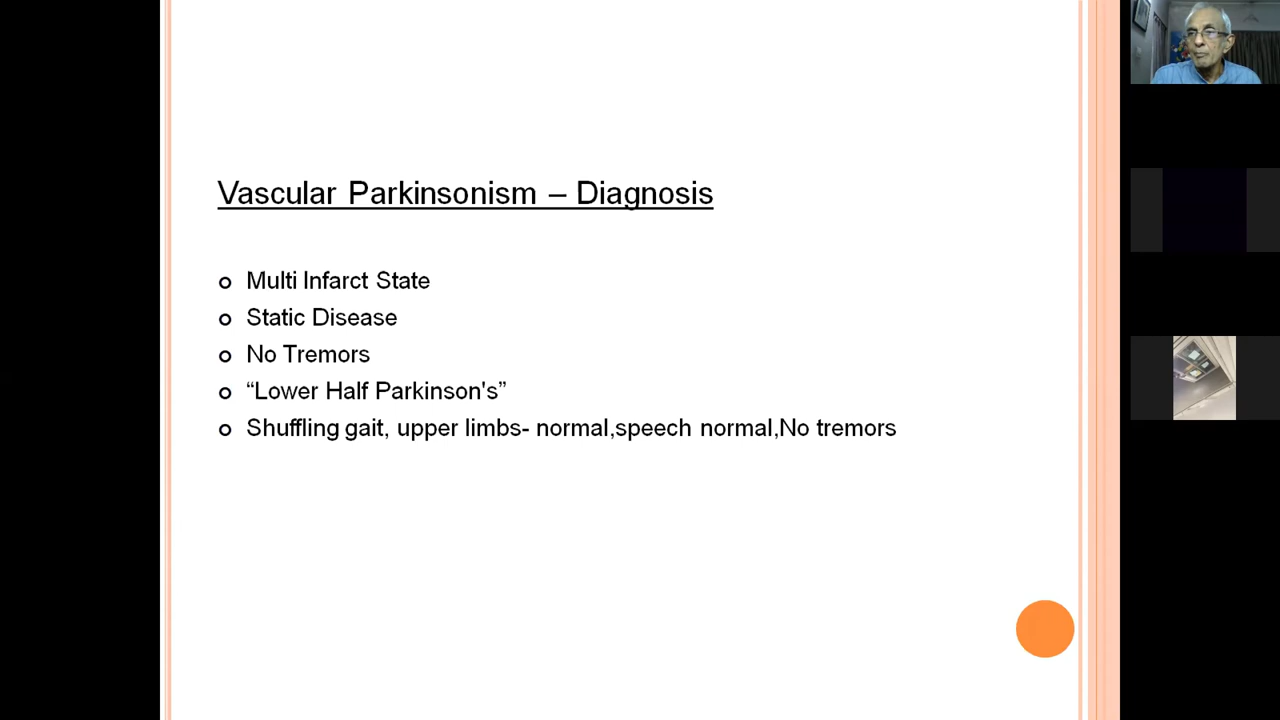 Vascular Parkinsonism – Diagnosis
Multi Infarct State
Static Disease
No Tremors
“Lower Half Parkinson's”
Shuffling gait, upper limbs- normal,speech normal,No tremors